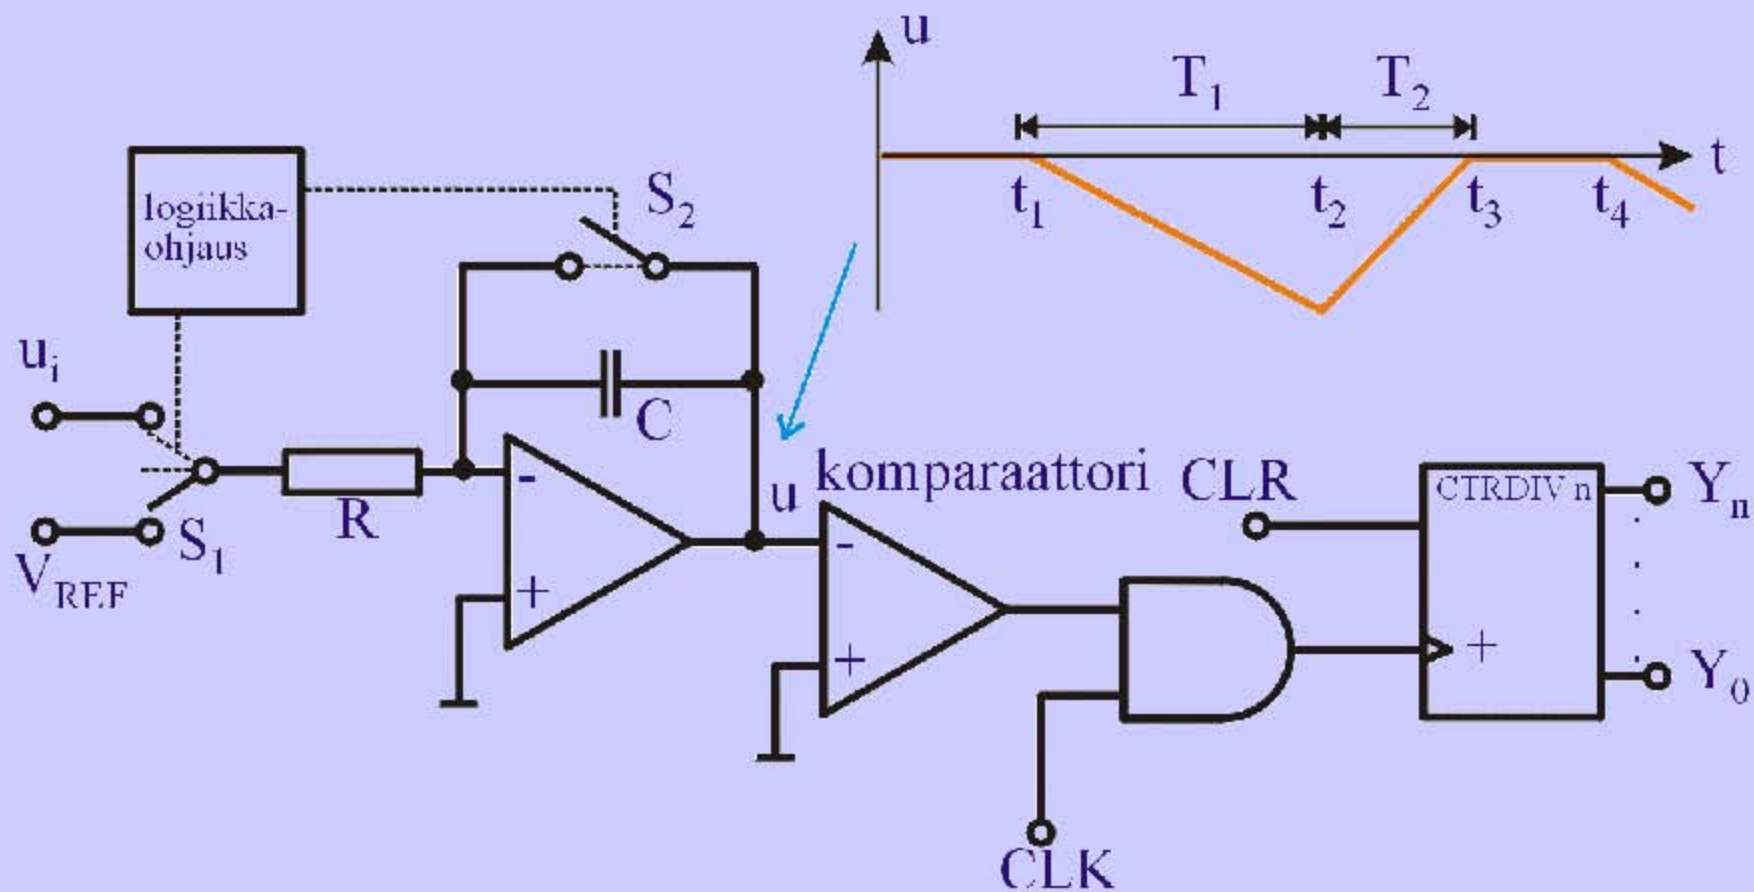 u
T1
T2
t
t1
t2
t3
t4
logiikka-
ohjaus
S2
ui
C
R
S1
VREF
-
+
u
komparaattori
-
+
CLR
CTRDIV n
+
Yn
Y0
CLK